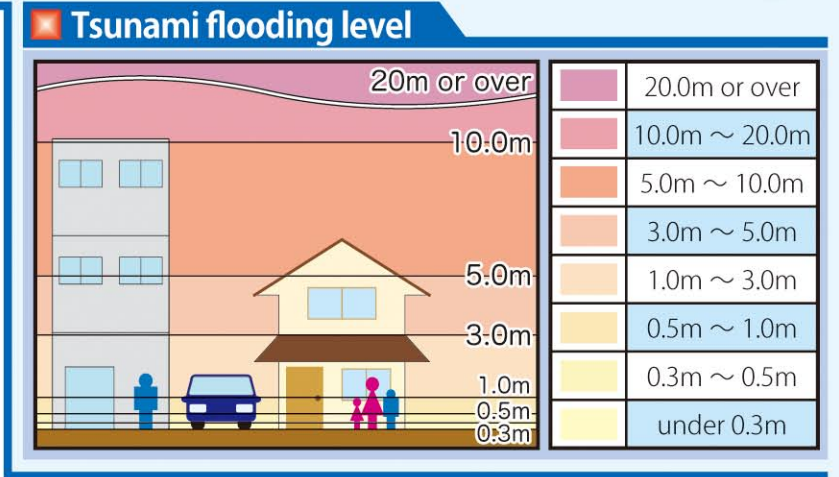 Tsunami flooding level
20m or over
10.0m
5.0m
3.0m
1.0m
0.5m
0.3m
20.0m or over
10.0m ～ 20.0m
5.0m ～ 10.0m
3.0m ～ 5.0m
1.0m ～ 3.0m
0.5m ～ 1.0m
0.3m ～ 0.5m
under 0.3m